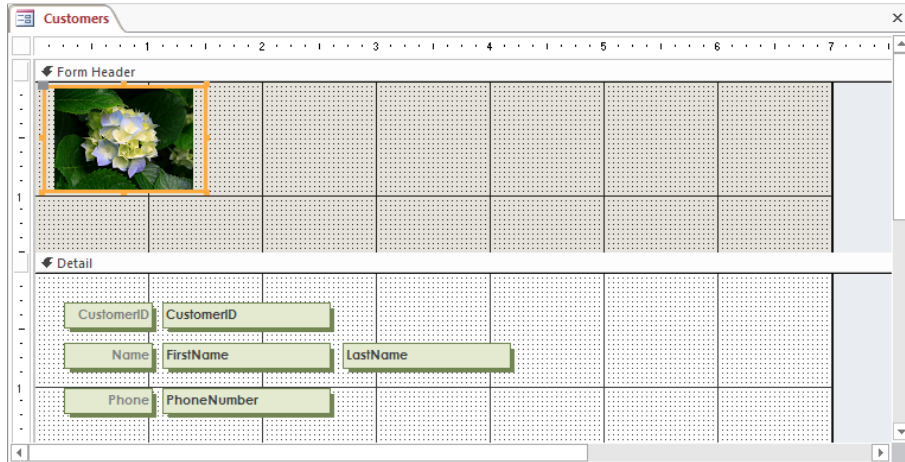 Customers
1 2 3 4 5 6 7
Form Header
1
Detail
CustomerID CustomerID
Name FirstName LastName
1
Phone PhoneNumber